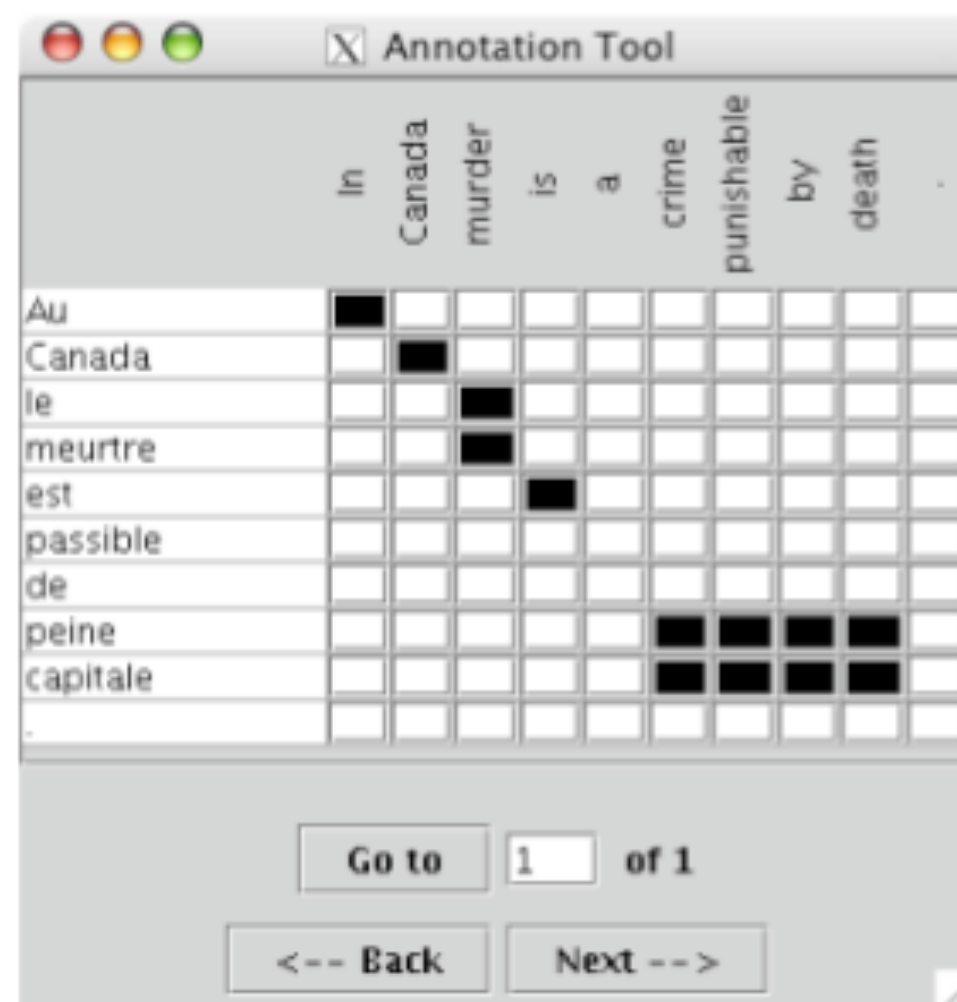 Annotation Tool
In Canada murder is a crime punishable by death .
Au
Canada
le
meurtre
est
passible
de
peine
capitale
.
Go to 1 of 1
<-- Back Next -->